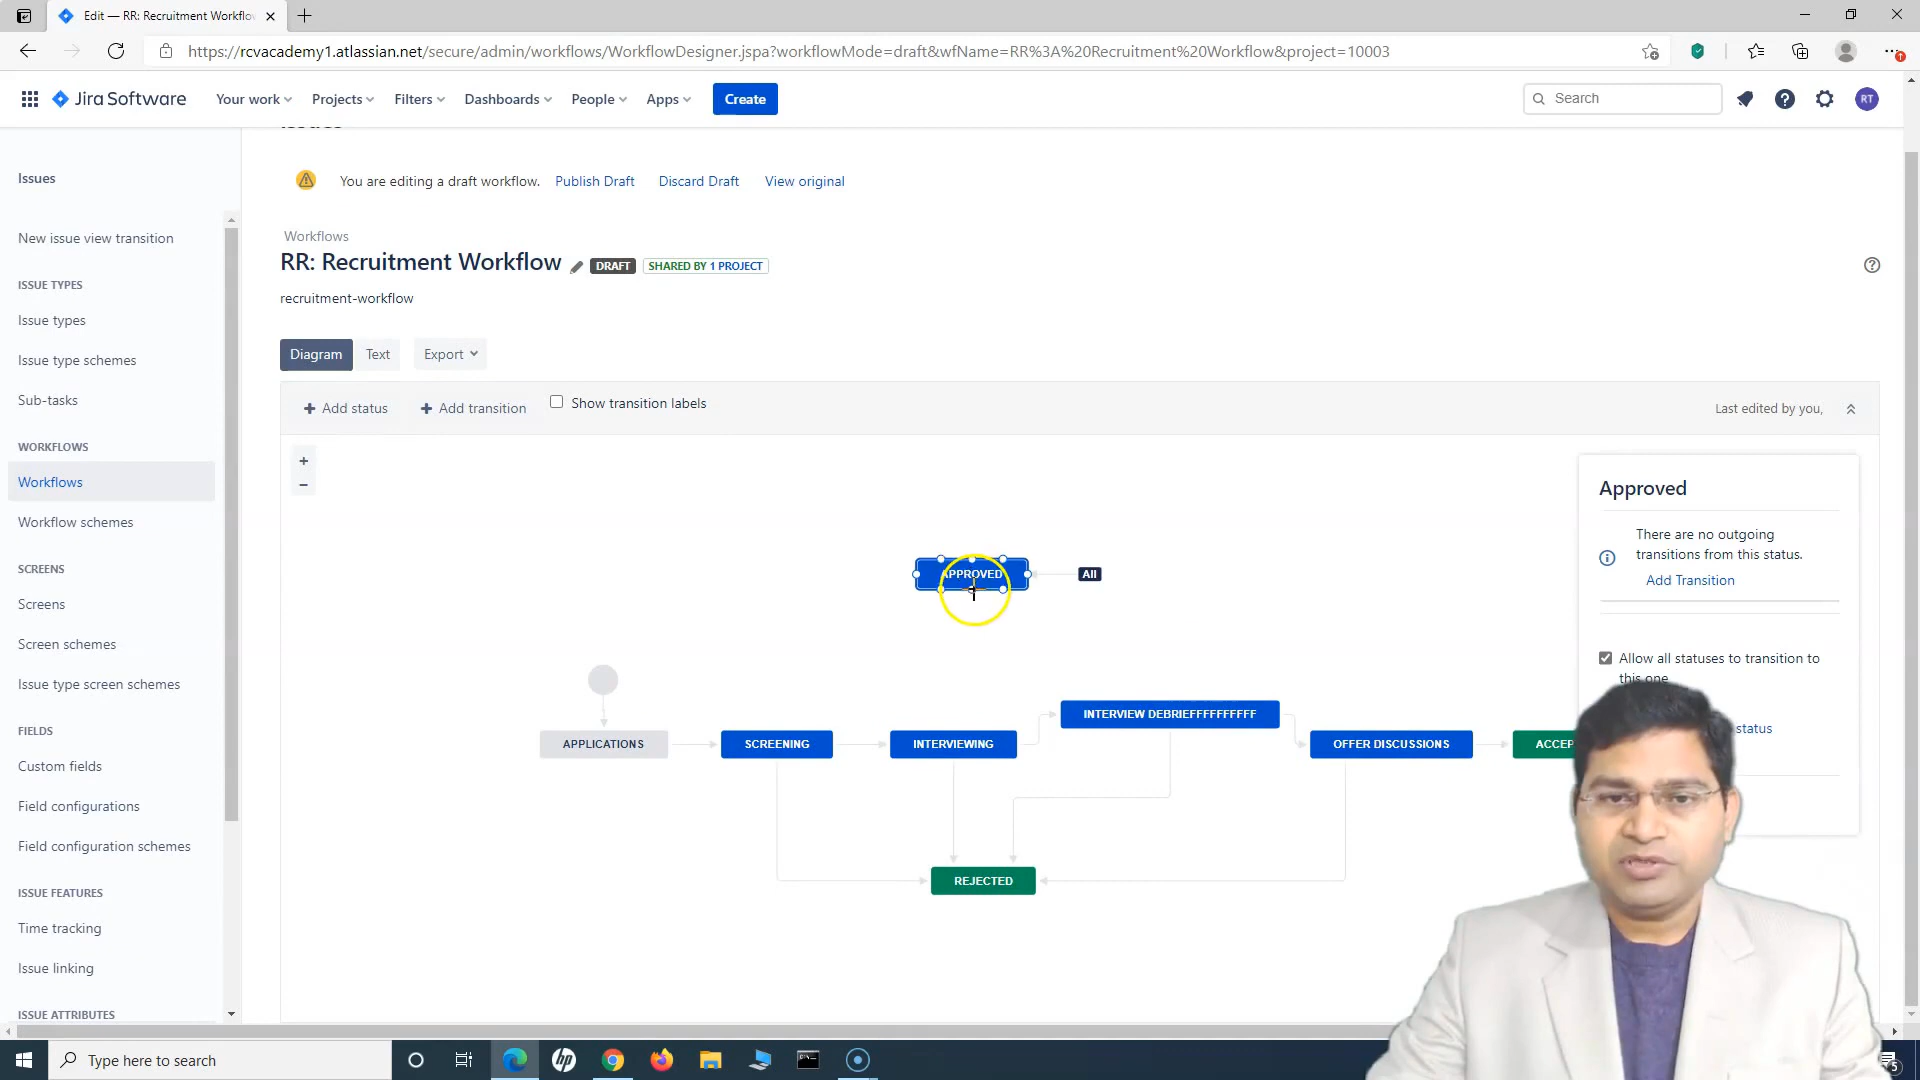 Edit — RR: Recruitment Workflo
https://rcvacademy1.atlassian.net/secure/admin/workflows/WorkflowDesigner.jspa?workflowMode=draft&wfName=RR%3A%20Recruitment%20Workflow&project=10003
Jira Software
Your work
Projects
Filters
Dashboards
People
Apps
Create
Search
RT
Issues
You are editing a draft workflow.
Publish Draft
Discard Draft
View original
Issues
New issue view transition
ISSUE TYPES
Issue types
Issue type schemes
Sub-tasks
WORKFLOWS
Workflows
Workflow schemes
SCREENS
Screens
Screen schemes
Issue type screen schemes
FIELDS
Custom fields
Field configurations
Field configuration schemes
ISSUE FEATURES
Time tracking
Issue linking
ISSUE ATTRIBUTES
Workflows
RR: Recruitment Workflow
DRAFT
SHARED BY 1 PROJECT
recruitment-workflow
Diagram
Text
Export
Add status
Add transition
Show transition labels
Last edited by you,
+
−
APPROVED
All
APPLICATIONS
SCREENING
INTERVIEWING
INTERVIEW DEBRIEFFFFFFFFFF
OFFER DISCUSSIONS
ACCEP
REJECTED
Approved
There are no outgoing
transitions from this status.
Add Transition
Allow all statuses to transition to
this one
status
Type here to search
hp
5